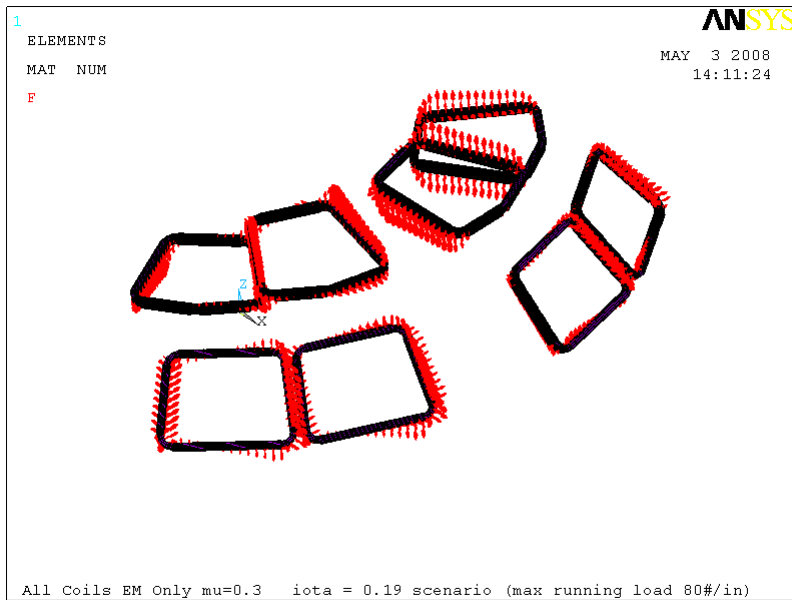 1
ELEMENTS
MAT NUM
F
ANSYS
MAY 3 2008
14:11:24
Z
X
All Coils EM Only mu=0.3 iota = 0.19 scenario (max running load 80#/in)